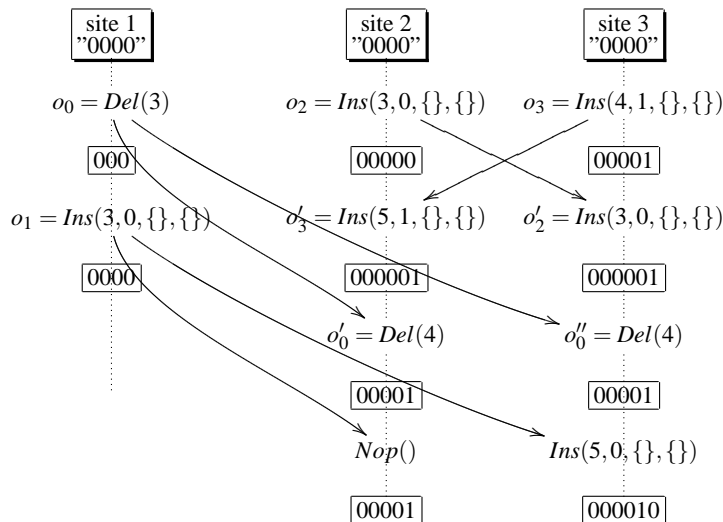 site 1 site 2 site 3
"0000" "0000" "0000"
o₀ = Del(3) o₂ = Ins(3,0,{},{}) o₃ = Ins(4,1,{},{})
000 00000 00001
o₁ = Ins(3,0,{},{}) o′₃ = Ins(5,1,{},{}) o′₂ = Ins(3,0,{},{})
0000 000001 000001
o′₀ = Del(4) o″₀ = Del(4)
00001 00001
Nop() Ins(5,0,{},{})
00001 000010